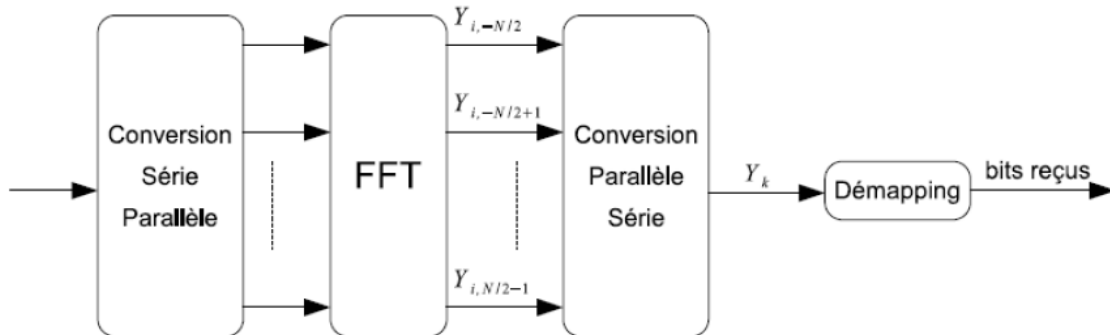 Y_{i,-N/2}
Y_{i,-N/2+1}
Conversion
Série
Parallèle
FFT
Conversion
Parallèle
Série
Y_k
Démapping
bits reçus
Y_{i,N/2-1}